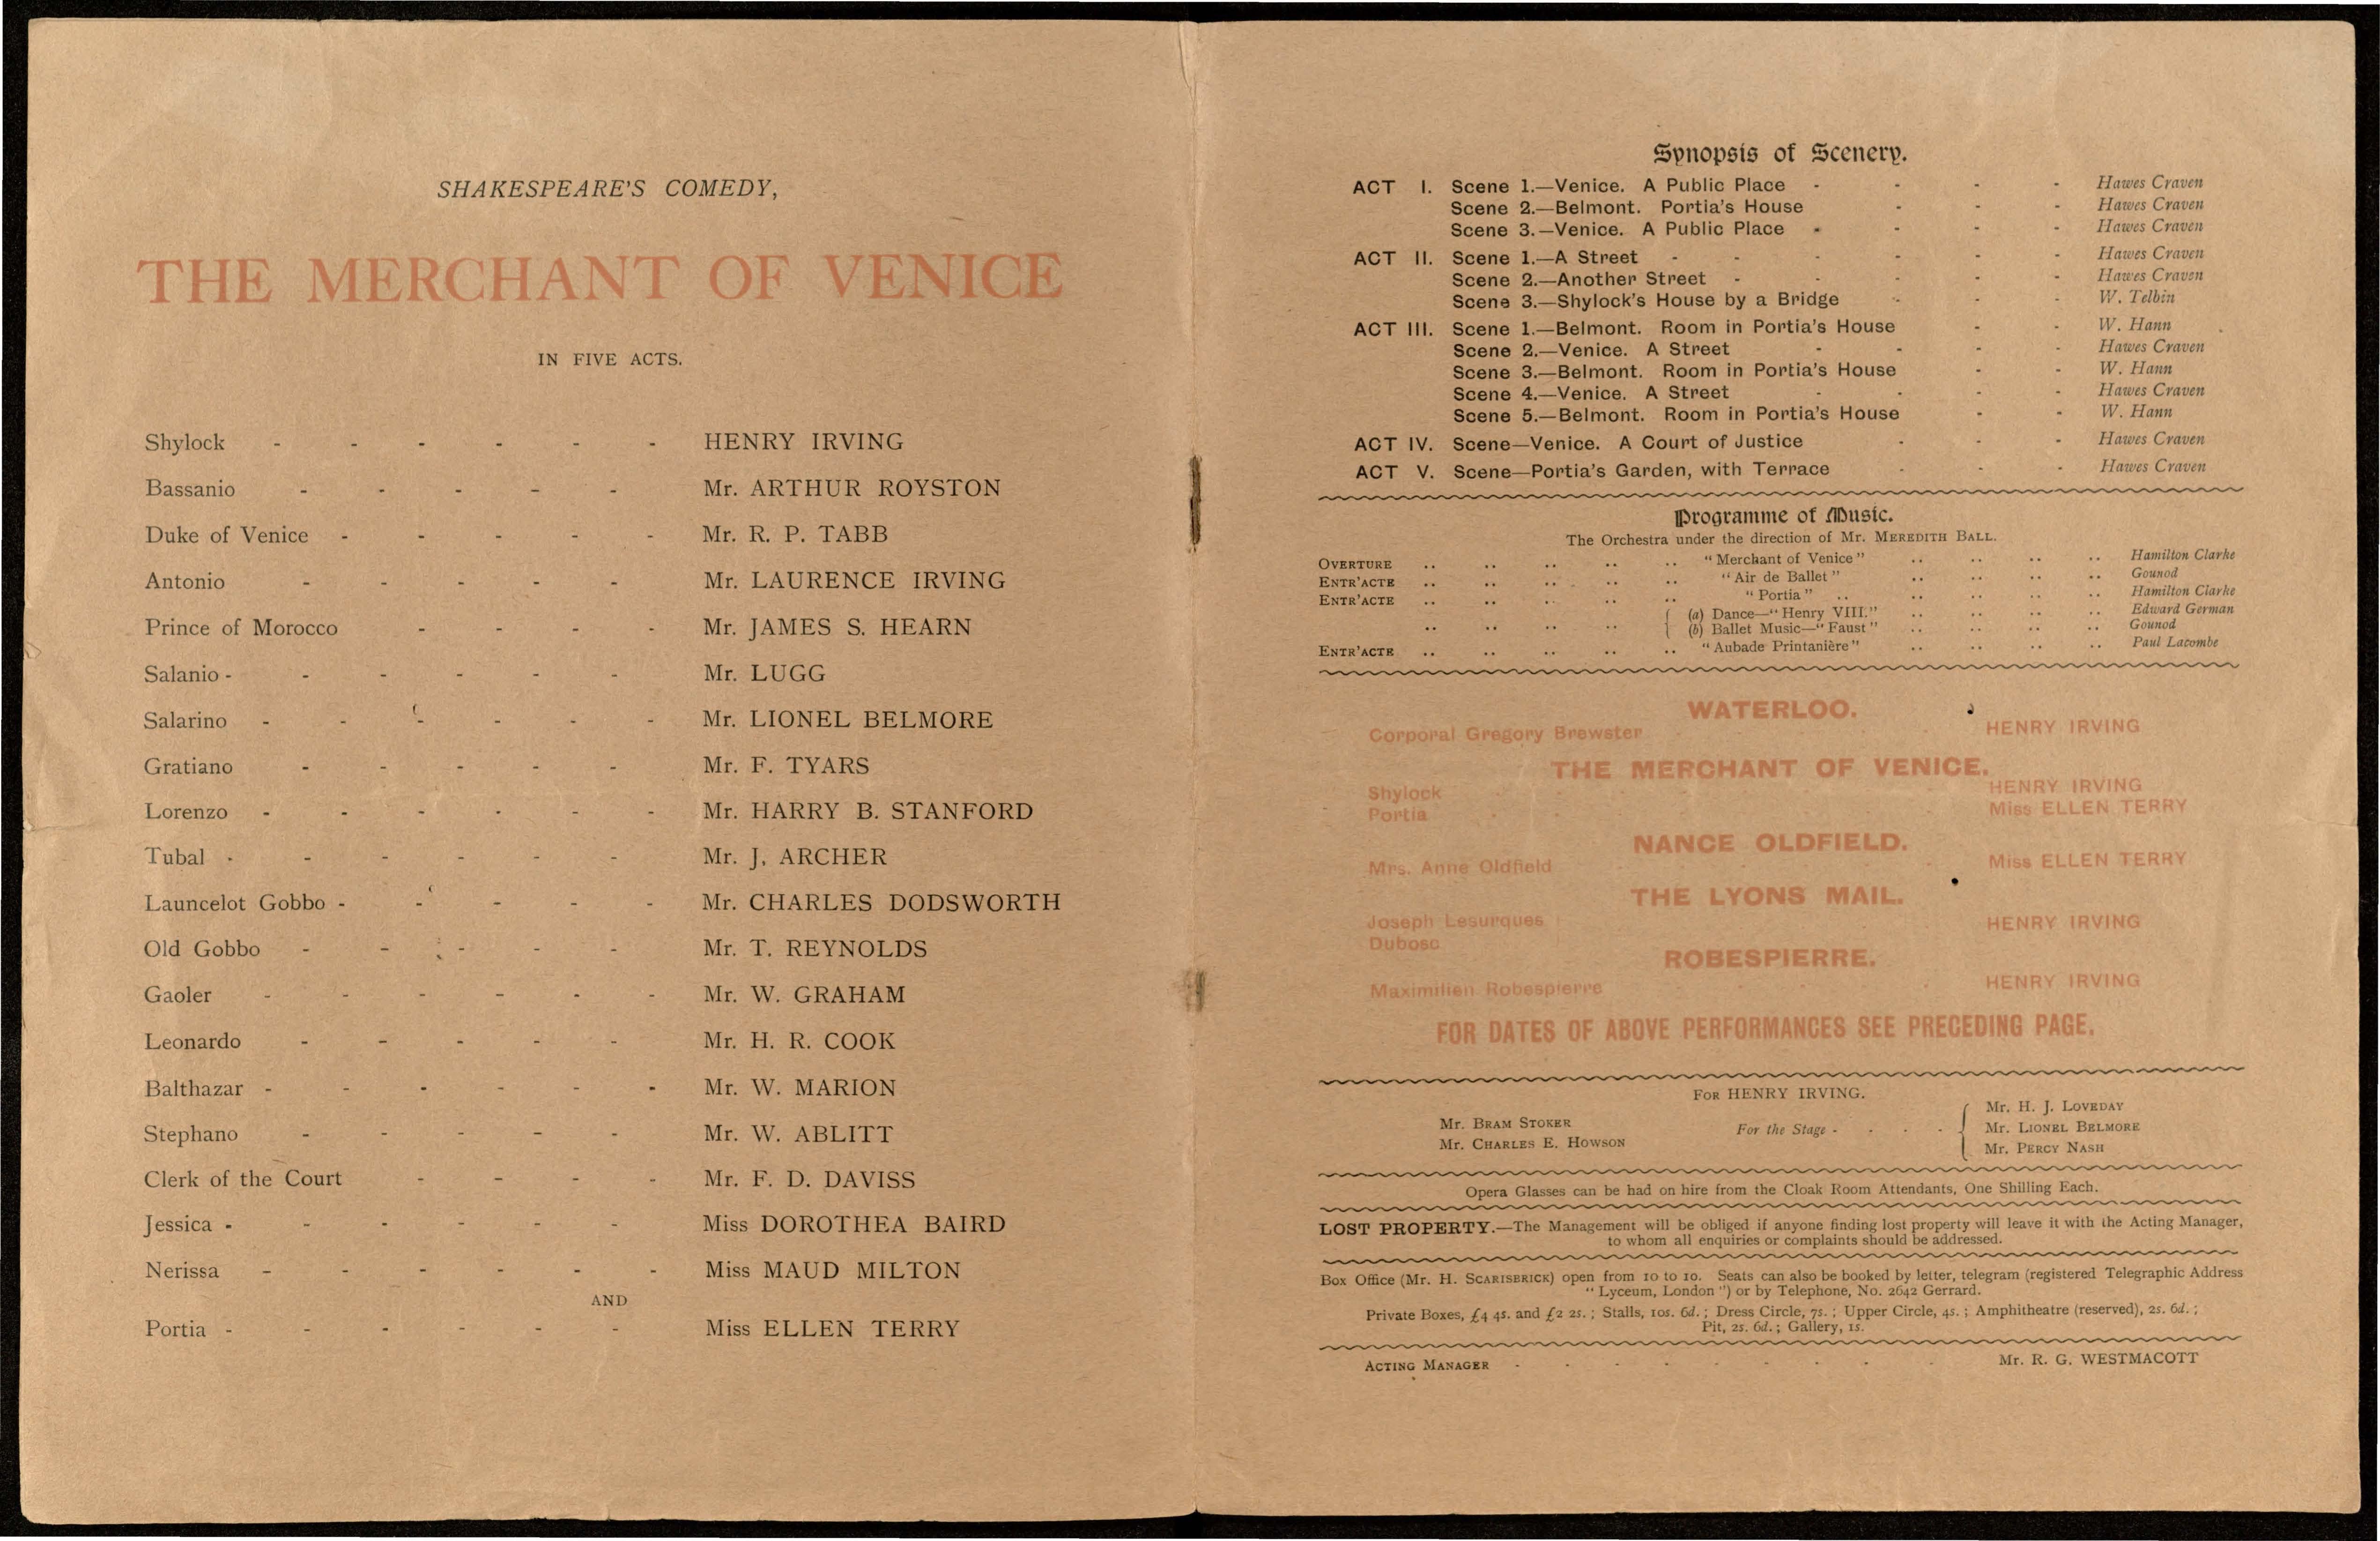 SHAKESPEARE'S COMEDY,
THE MERCHANT OF VENICE
IN FIVE ACTS.
Shylock - - - - - - HENRY IRVING
Bassanio - - - - - Mr. ARTHUR ROYSTON
Duke of Venice - - - - - Mr. R. P. TABB
Antonio - - - - - Mr. LAURENCE IRVING
Prince of Morocco - - - - Mr. JAMES S. HEARN
Salanio - - - - - - Mr. LUGG
Salarino - - - - - - Mr. LIONEL BELMORE
Gratiano - - - - - Mr. F. TYARS
Lorenzo - - - - - - Mr. HARRY B. STANFORD
Tubal - - - - - - Mr. J. ARCHER
Launcelot Gobbo - - - - - Mr. CHARLES DODSWORTH
Old Gobbo - - - - - Mr. T. REYNOLDS
Gaoler - - - - - - Mr. W. GRAHAM
Leonardo - - - - - Mr. H. R. COOK
Balthazar - - - - - - Mr. W. MARION
Stephano - - - - - Mr. W. ABLITT
Clerk of the Court - - - - Mr. F. D. DAVISS
Jessica - - - - - - Miss DOROTHEA BAIRD
Nerissa - - - - - - Miss MAUD MILTON
AND
Portia - - - - - - Miss ELLEN TERRY
Synopsis of Scenery.
ACT I. Scene 1.—Venice. A Public Place - - - - Hawes Craven
Scene 2.—Belmont. Portia's House - - - Hawes Craven
Scene 3.—Venice. A Public Place - - - - Hawes Craven
ACT II. Scene 1.—A Street - - - - - - Hawes Craven
Scene 2.—Another Street - - - - - Hawes Craven
Scene 3.—Shylock's House by a Bridge - - - W. Telbin
ACT III. Scene 1.—Belmont. Room in Portia's House - - W. Hann
Scene 2.—Venice. A Street - - - - Hawes Craven
Scene 3.—Belmont. Room in Portia's House - - W. Hann
Scene 4.—Venice. A Street - - - - Hawes Craven
Scene 5.—Belmont. Room in Portia's House - - W. Hann
ACT IV. Scene—Venice. A Court of Justice - - - Hawes Craven
ACT V. Scene—Portia's Garden, with Terrace - - - Hawes Craven
Programme of Music.
The Orchestra under the direction of Mr. MEREDITH BALL.
OVERTURE .. .. .. .. .. "Merchant of Venice" .. .. .. .. Hamilton Clarke
ENTR'ACTE .. .. .. .. .. "Air de Ballet" .. .. .. .. Gounod
ENTR'ACTE .. .. .. .. .. "Portia" .. .. .. .. .. Hamilton Clarke
(a) Dance—"Henry VIII." .. .. .. .. Edward German
.. .. .. .. (b) Ballet Music—"Faust" .. .. .. .. Gounod
ENTR'ACTE .. .. .. .. .. "Aubade Printanière" .. .. .. .. Paul Lacombe
WATERLOO.
Corporal Gregory Brewster HENRY IRVING
THE MERCHANT OF VENICE.
Shylock HENRY IRVING
Portia Miss ELLEN TERRY
NANCE OLDFIELD.
Mrs. Anne Oldfield Miss ELLEN TERRY
THE LYONS MAIL.
Joseph Lesurques HENRY IRVING
Dubosc
ROBESPIERRE.
Maximilien Robespierre HENRY IRVING
FOR DATES OF ABOVE PERFORMANCES SEE PRECEDING PAGE.
FOR HENRY IRVING.
Mr. H. J. LOVEDAY
Mr. BRAM STOKER For the Stage - - - - Mr. LIONEL BELMORE
Mr. CHARLES E. HOWSON Mr. PERCY NASH
Opera Glasses can be had on hire from the Cloak Room Attendants, One Shilling Each.
LOST PROPERTY.—The Management will be obliged if anyone finding lost property will leave it with the Acting Manager,
to whom all enquiries or complaints should be addressed.
Box Office (Mr. H. SCARISBRICK) open from 10 to 10. Seats can also be booked by letter, telegram (registered Telegraphic Address
"Lyceum, London") or by Telephone, No. 2642 Gerrard.
Private Boxes, £4 4s. and £2 2s.; Stalls, 10s. 6d.; Dress Circle, 7s.; Upper Circle, 4s.; Amphitheatre (reserved), 2s. 6d.;
Pit, 2s. 6d.; Gallery, 1s.
ACTING MANAGER - - - - - - - - - Mr. R. G. WESTMACOTT